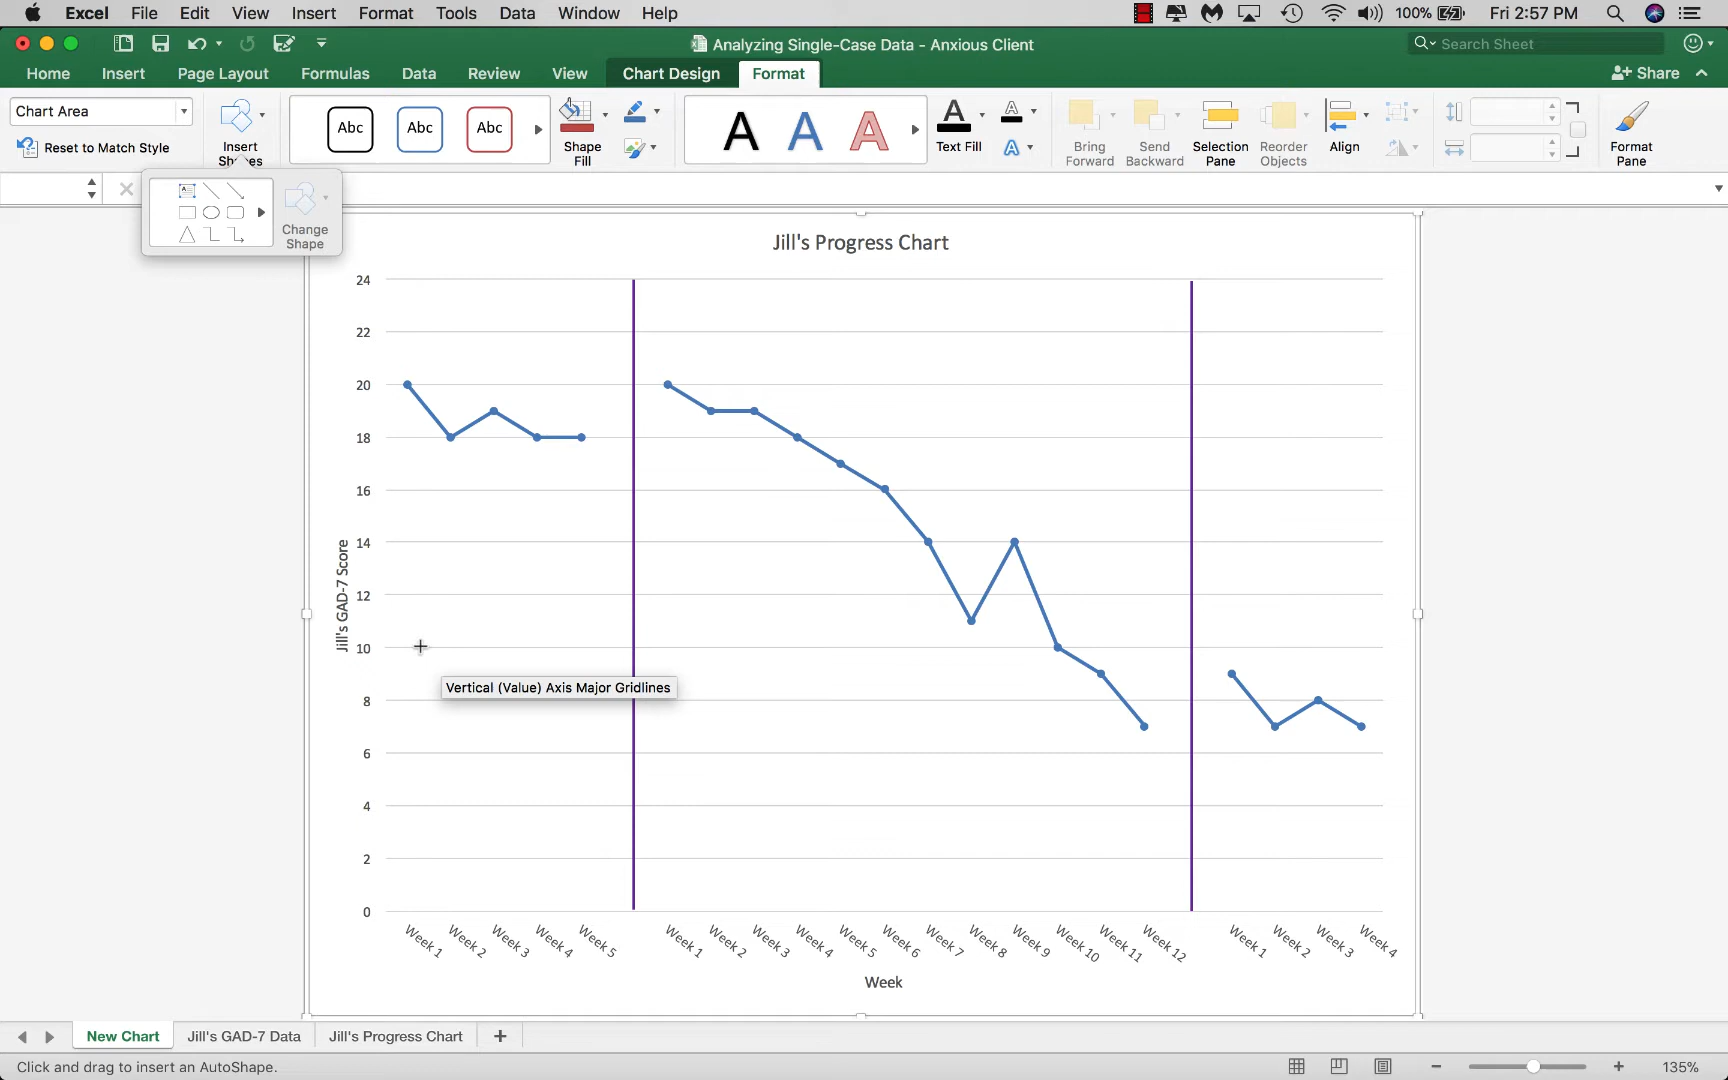 Excel File Edit View Insert Format Tools Data Window Help
100% Fri 2:57 PM
Analyzing Single-Case Data - Anxious Client
Search Sheet
Home Insert Page Layout Formulas Data Review View Chart Design Format
Share
Chart Area
Reset to Match Style
Insert
Shapes
Abc Abc Abc
Shape
Fill
A A A
Text Fill
Bring
Forward
Send
Backward
Selection
Pane
Reorder
Objects
Align
Format
Pane
Change
Shape
Jill's Progress Chart
24
22
20
18
16
14
12
10
8
6
4
2
0
Jill's GAD-7 Score
Vertical (Value) Axis Major Gridlines
Week 1 Week 2 Week 3 Week 4 Week 5 Week 1 Week 2 Week 3 Week 4 Week 5 Week 6 Week 7 Week 8 Week 9 Week 10 Week 11 Week 12 Week 1 Week 2 Week 3 Week 4
Week
New Chart Jill's GAD-7 Data Jill's Progress Chart +
Click and drag to insert an AutoShape.
135%